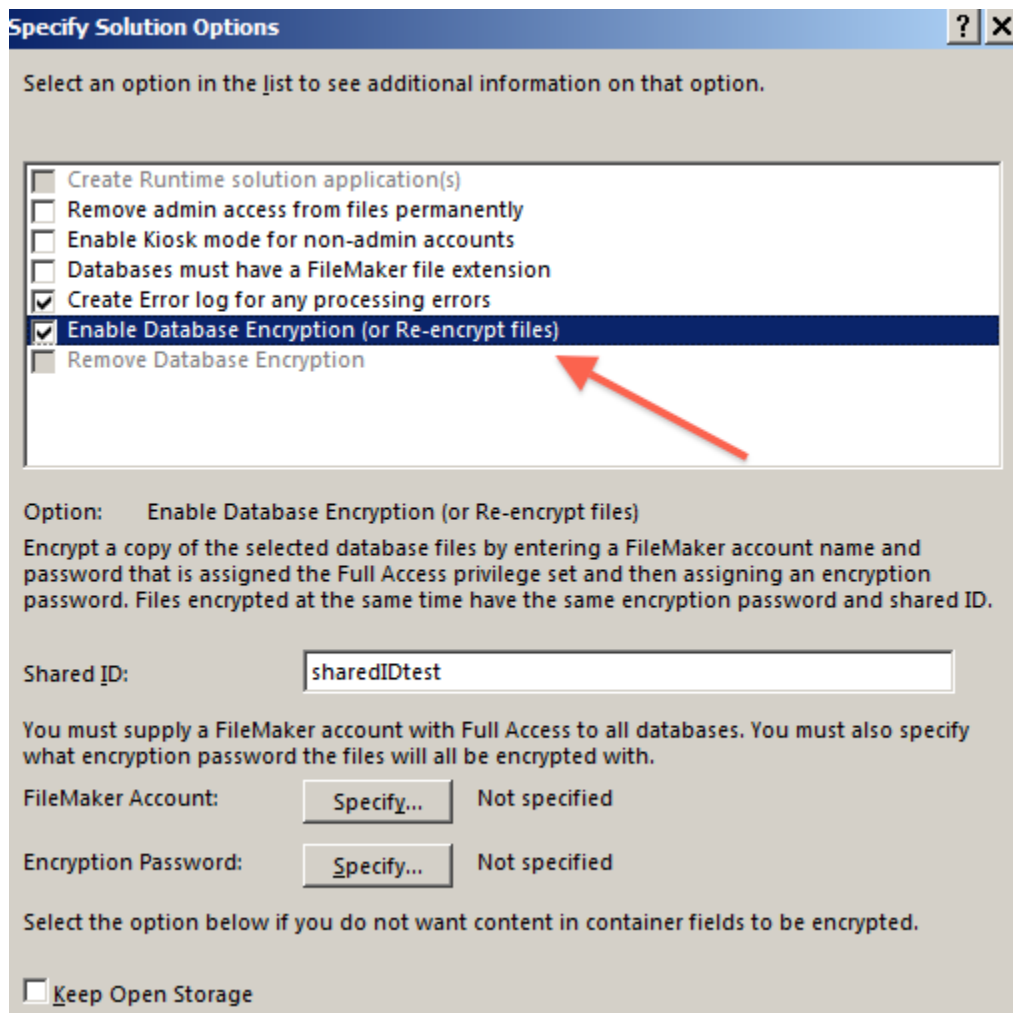 Specify Solution Options
? X
Select an option in the list to see additional information on that option.
Create Runtime solution application(s)
Remove admin access from files permanently
Enable Kiosk mode for non-admin accounts
Databases must have a FileMaker file extension
Create Error log for any processing errors
Enable Database Encryption (or Re-encrypt files)
Remove Database Encryption
Option: Enable Database Encryption (or Re-encrypt files)
Encrypt a copy of the selected database files by entering a FileMaker account name and
password that is assigned the Full Access privilege set and then assigning an encryption
password. Files encrypted at the same time have the same encryption password and shared ID.
Shared ID: sharedIDtest
You must supply a FileMaker account with Full Access to all databases. You must also specify
what encryption password the files will all be encrypted with.
FileMaker Account: Specify... Not specified
Encryption Password: Specify... Not specified
Select the option below if you do not want content in container fields to be encrypted.
Keep Open Storage